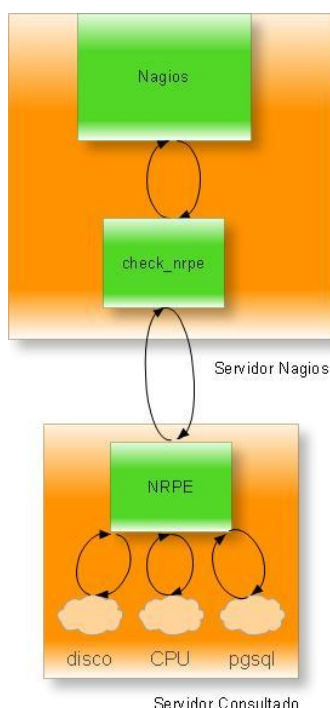 Nagios
check_nrpe
Servidor Nagios
NRPE
disco CPU pgsql
Servidor Consultado